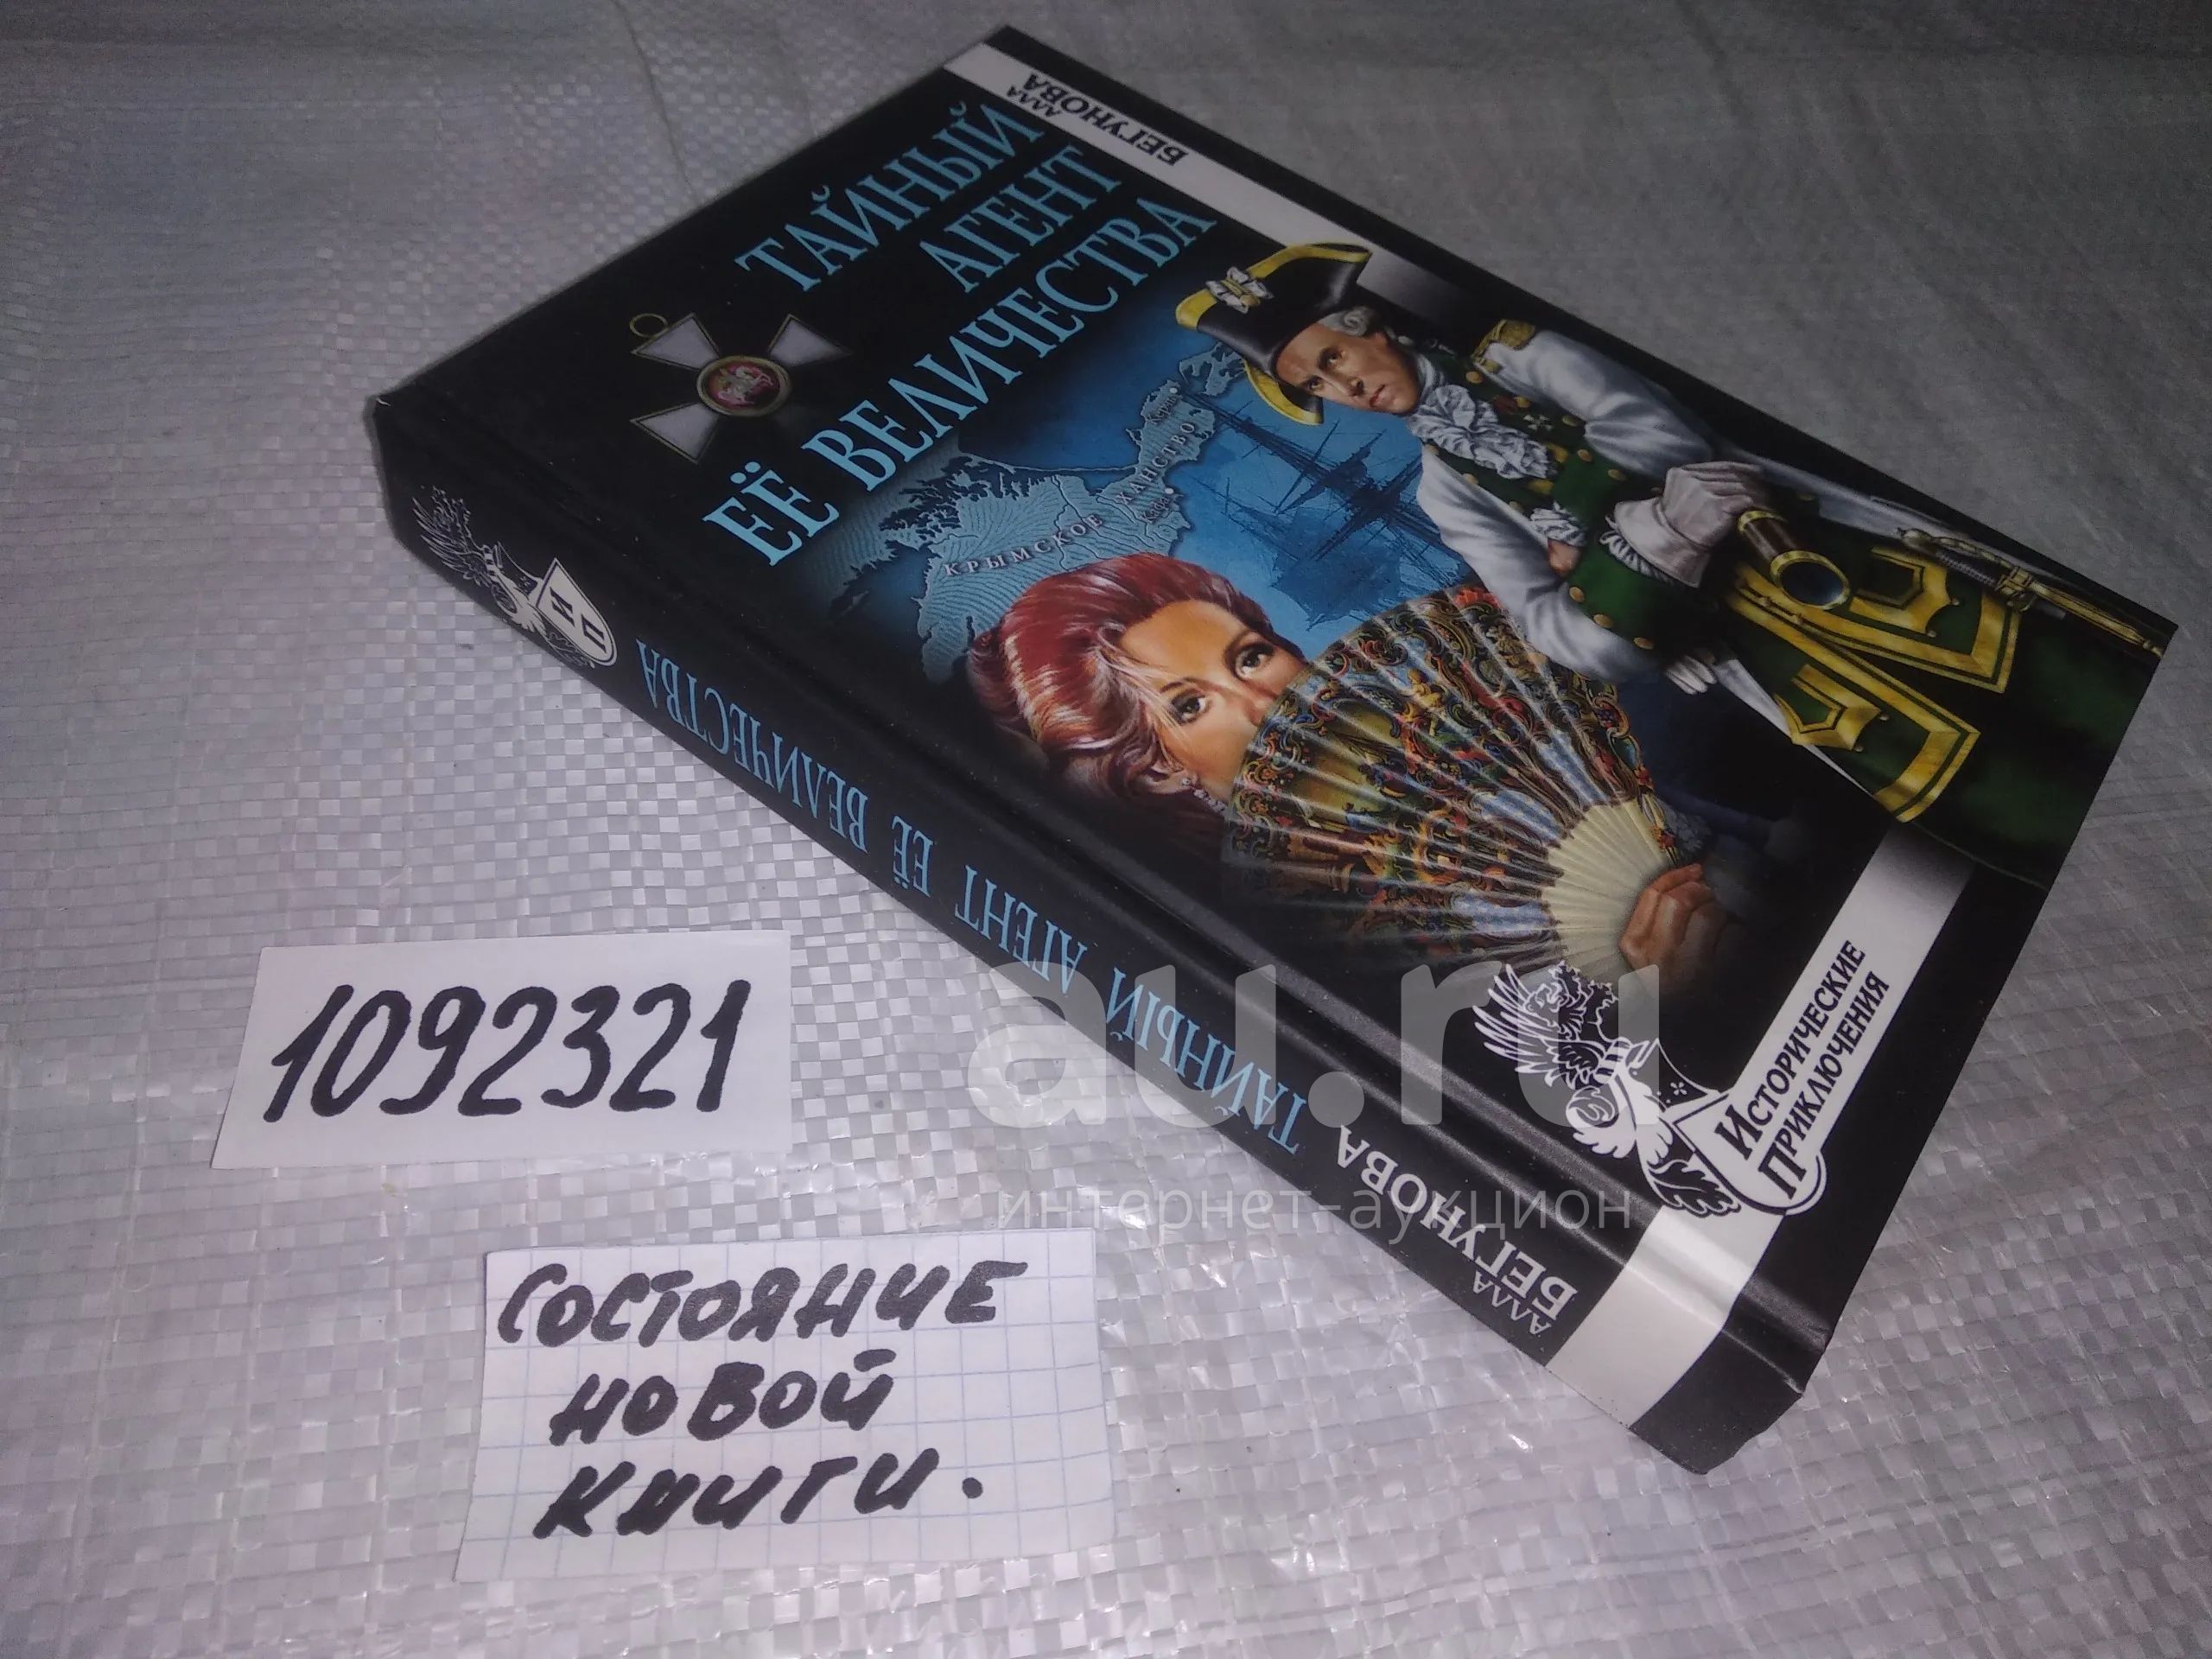 АЛЛА
БЕГУНОВА
ТАЙНЫЙ
АГЕНТ
ЕЁ ВЕЛИЧЕСТВА
КРЫМСКОЕ ХАНСТВО
ИСТОРИЧЕСКИЕ
ПРИКЛЮЧЕНИЯ
АЛЛА
БЕГУНОВА
ТАЙНЫЙ АГЕНТ ЕЁ ВЕЛИЧЕСТВА
ИП
1092321
СОСТОЯНИЕ
НОВОЙ
КНИГИ.
au.ru
интернет-аукцион